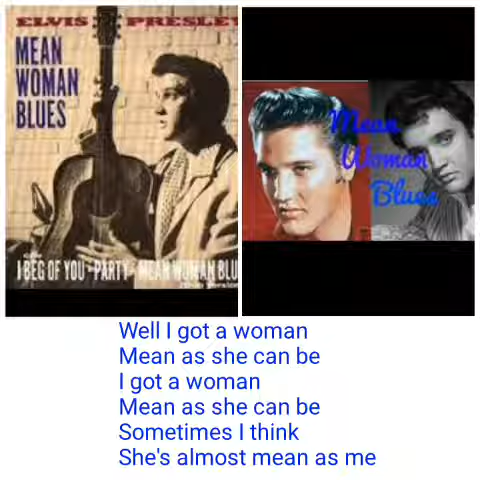 ELVIS PRESLEY
MEAN
WOMAN
BLUES
I BEG OF YOU • PARTY • MEAN WOMAN BLU
Mean
Woman
Blues
Well I got a woman
Mean as she can be
I got a woman
Mean as she can be
Sometimes I think
She's almost mean as me